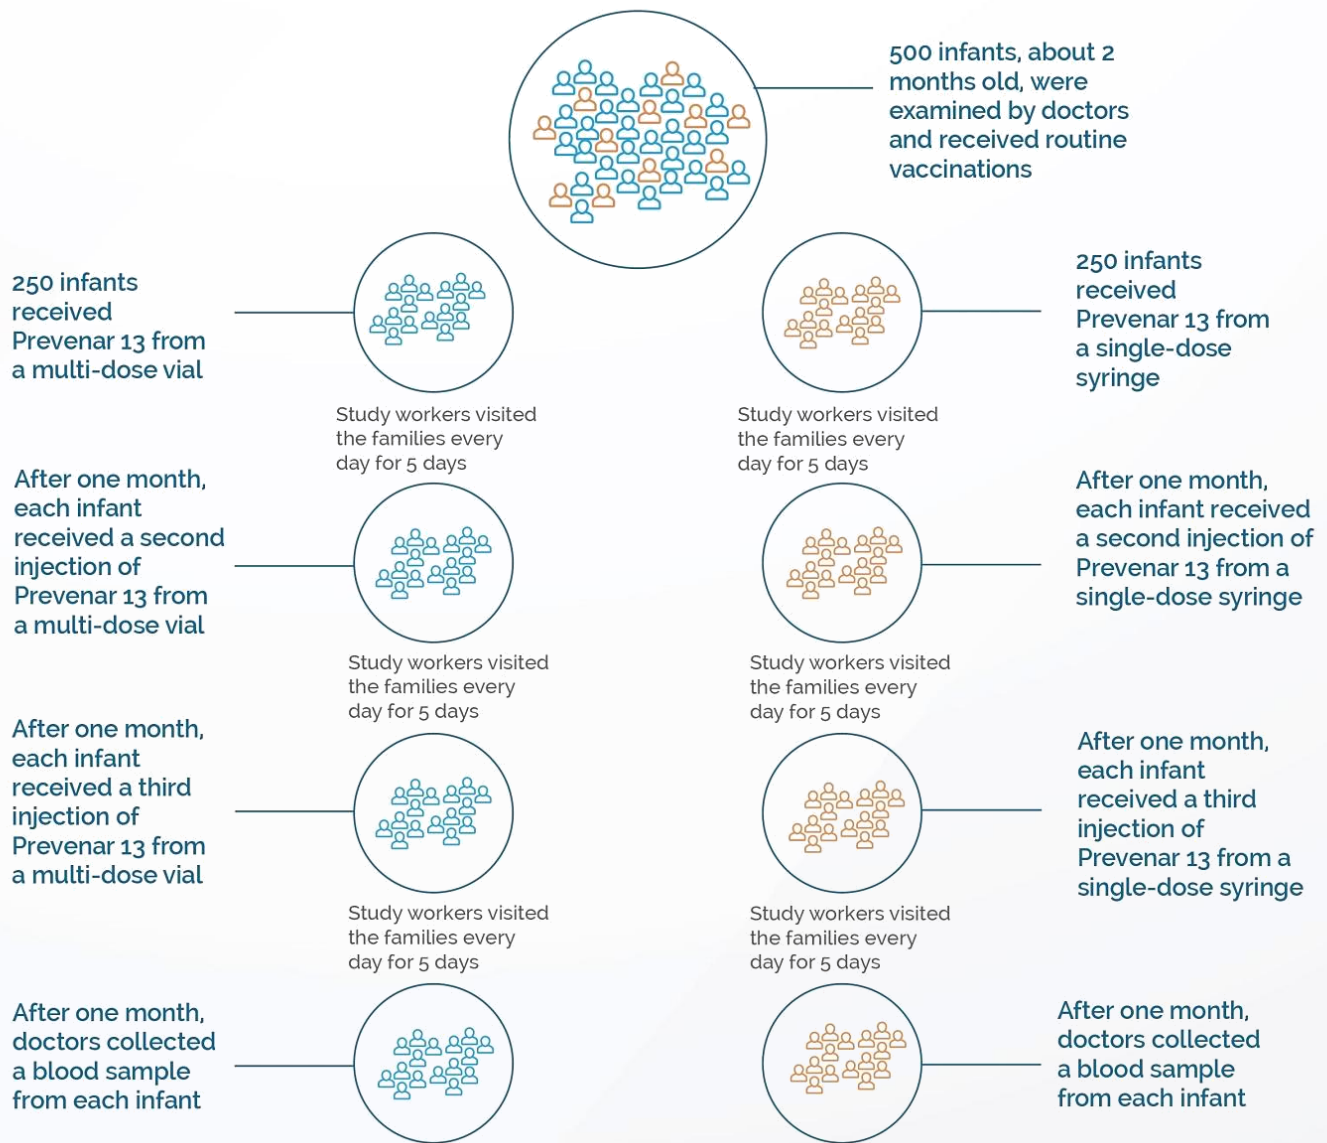 500 infants, about 2
months old, were
examined by doctors
and received routine
vaccinations
250 infants
received
Prevenar 13 from
a multi-dose vial
250 infants
received
Prevenar 13 from
a single-dose
syringe
Study workers visited
the families every
day for 5 days
Study workers visited
the families every
day for 5 days
After one month,
each infant
received a second
injection of
Prevenar 13 from
a multi-dose vial
After one month,
each infant received
a second injection of
Prevenar 13 from a
single-dose syringe
Study workers visited
the families every
day for 5 days
Study workers visited
the families every
day for 5 days
After one month,
each infant
received a third
injection of
Prevenar 13 from
a multi-dose vial
After one month,
each infant
received a third
injection of
Prevenar 13 from a
single-dose syringe
Study workers visited
the families every
day for 5 days
Study workers visited
the families every
day for 5 days
After one month,
doctors collected
a blood sample
from each infant
After one month,
doctors collected
a blood sample
from each infant